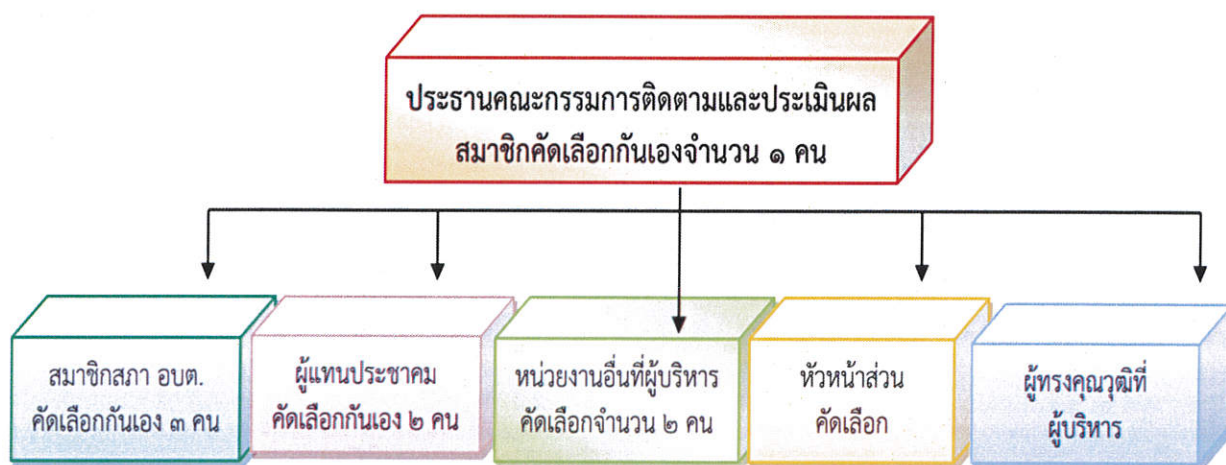 ประธานคณะกรรมการติดตามและประเมินผล
สมาชิกคัดเลือกกันเองจำนวน ๑ คน
สมาชิกสภา อบต.
คัดเลือกกันเอง ๓ คน
ผู้แทนประชาคม
คัดเลือกกันเอง ๒ คน
หน่วยงานอื่นที่ผู้บริหาร
คัดเลือกจำนวน ๒ คน
หัวหน้าส่วน
คัดเลือก
ผู้ทรงคุณวุฒิที่
ผู้บริหาร